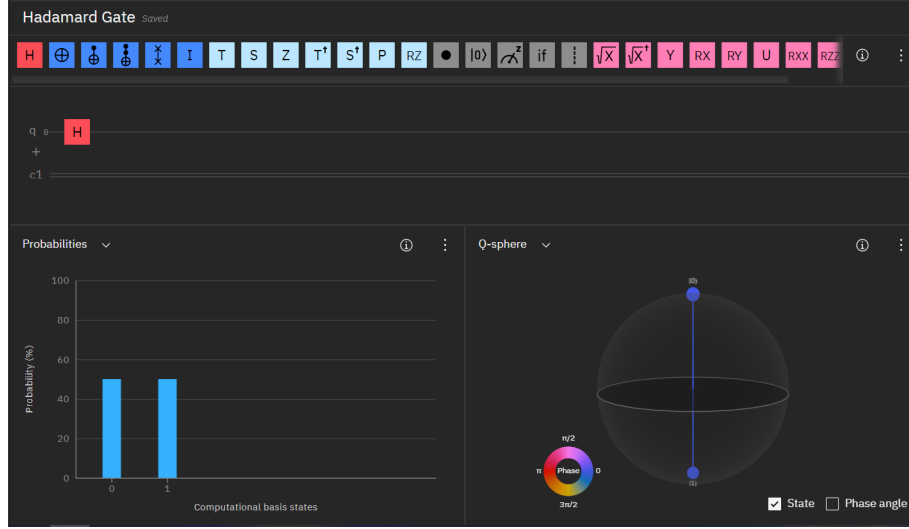 Hadamard Gate Saved
H T S Z T† S† P RZ |0⟩ z if √X √X† Y RX RY U RXX RZZ
I
q 0 H
+
c1
Probabilities
Q-sphere
100
80
60
40
20
0
Probability (%)
0 1
Computational basis states
|0⟩
|1⟩
π/2
π Phase 0
3π/2
State Phase angle